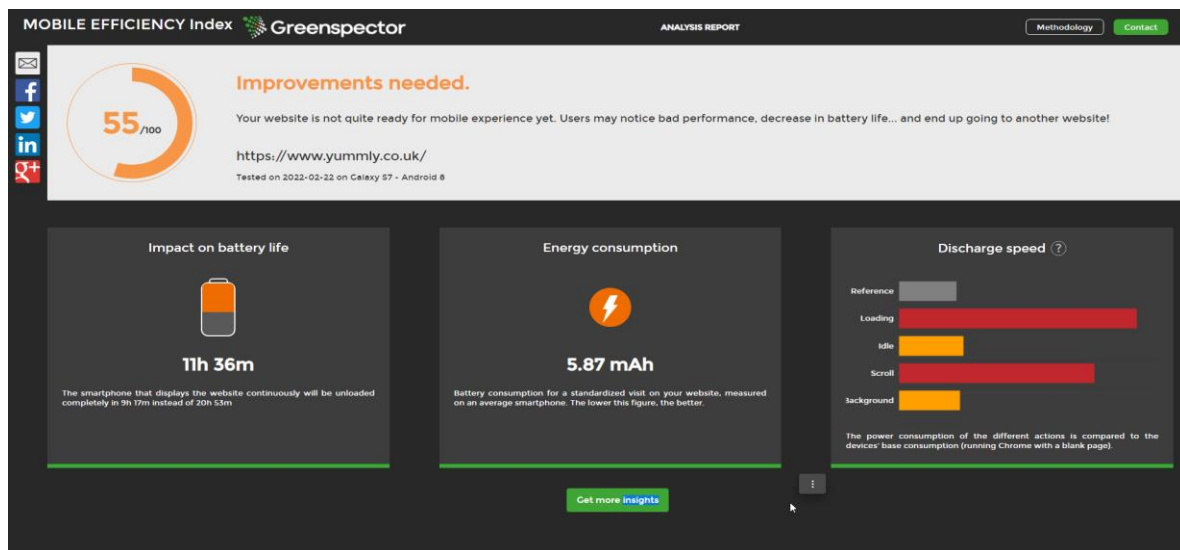 MOBILE EFFICIENCY Index Greenspector
ANALYSIS REPORT
Methodology
Contact
55/100
Improvements needed.
Your website is not quite ready for mobile experience yet. Users may notice bad performance, decrease in battery life... and end up going to another website!
https://www.yummly.co.uk/
Tested on 2022-02-22 on Galaxy S7 - Android 8
f
in
g+
Impact on battery life
11h 36m
The smartphone that displays the website continuously will be unloaded
completely in 9h 17m instead of 20h 53m
Energy consumption
5.87 mAh
Battery consumption for a standardized visit on your website, measured
on an average smartphone. The lower this figure, the better.
Discharge speed ?
Reference
Loading
Idle
Scroll
Background
The power consumption of the different actions is compared to the
devices' base consumption (running Chrome with a blank page).
Get more insights